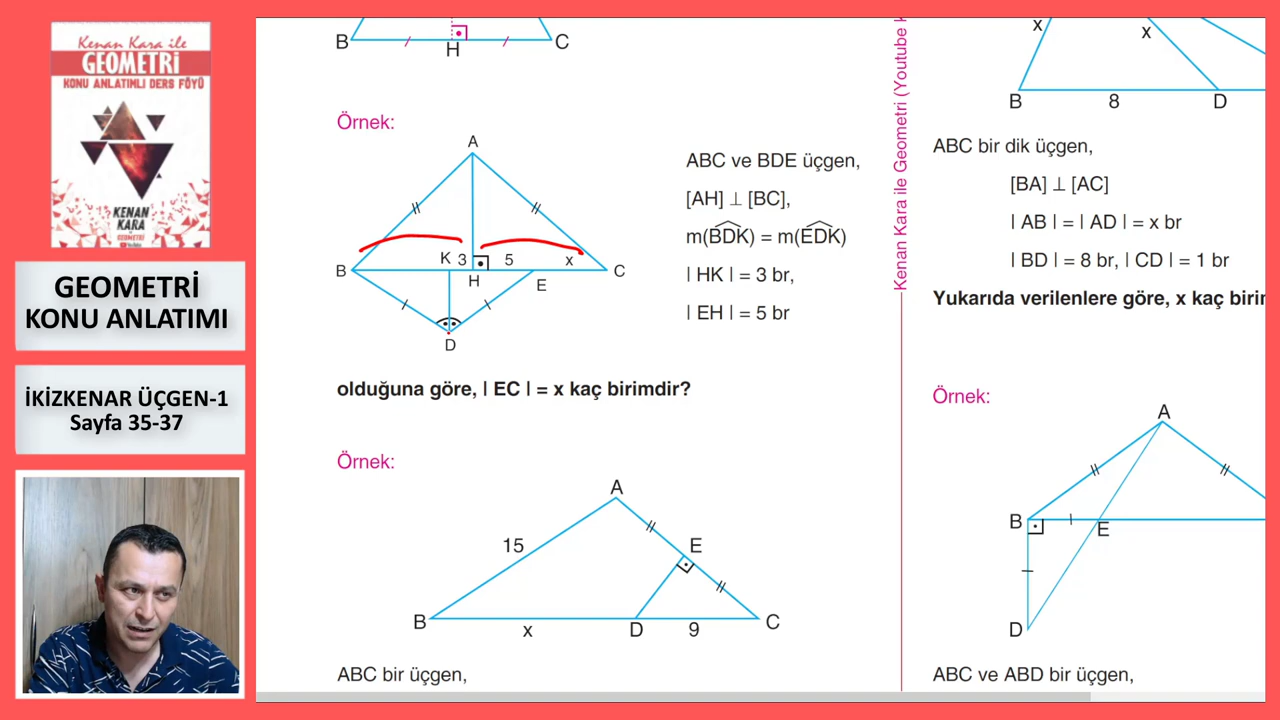 Kenan Kara ile
GEOMETRİ
KONU ANLATIMLI DERS FÖYÜ
KENAN
KARA
GEOMETRİ KONU ANLATIMI
İKİZKENAR ÜÇGEN-1
Sayfa 35-37
B
H
C
Örnek:
A
B
K
3
5
x
C
H
E
D
ABC ve BDE üçgen,
[AH] ⊥ [BC],
m(BDK) = m(EDK)
| HK | = 3 br,
| EH | = 5 br
olduğuna göre, | EC | = x kaç birimdir?
Örnek:
A
15
E
B
x
D
9
C
ABC bir üçgen,
Kenan Kara ile Geometri (Youtube
x
x
B
8
D
ABC bir dik üçgen,
[BA] ⊥ [AC]
| AB | = | AD | = x br
| BD | = 8 br, | CD | = 1 br
Yukarıda verilenlere göre, x kaç
Örnek:
A
B
E
D
ABC ve ABD bir üçgen,